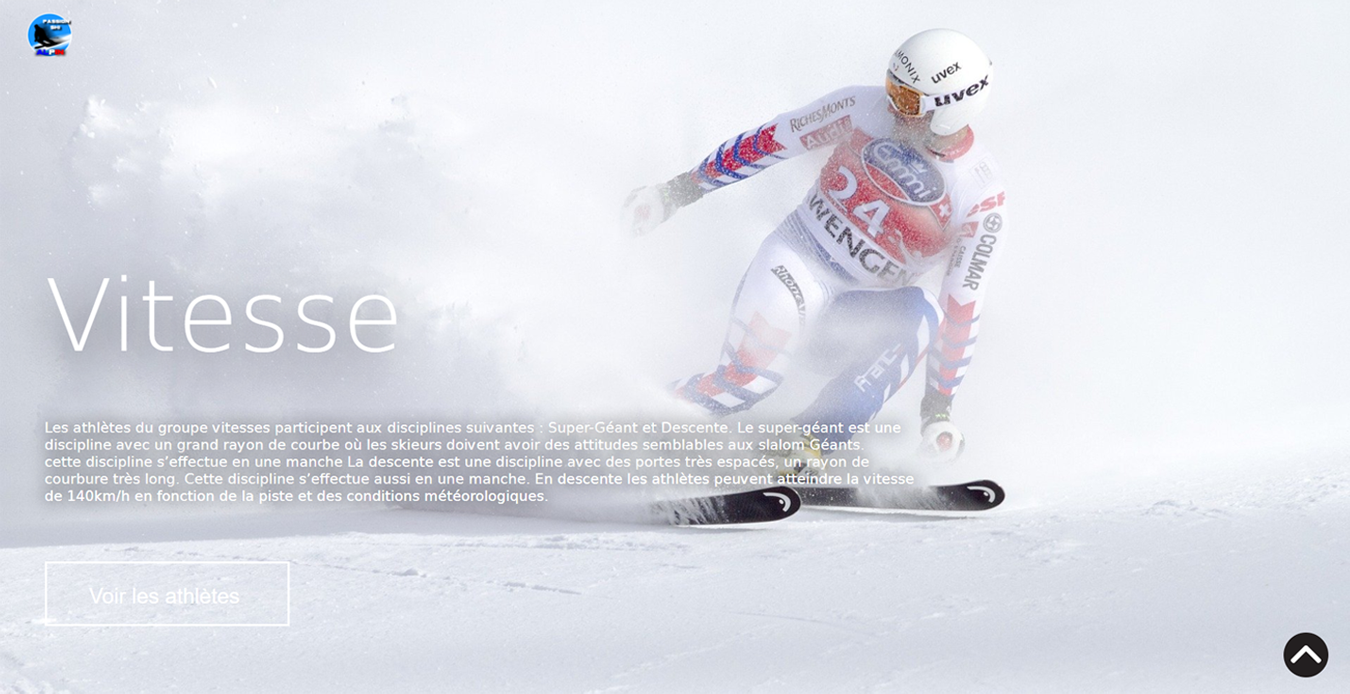 PASSION
SKI
ALPIN
CHAMONIX
uvex
uvex
RICHESMONTS
Audi
Caomi
24
WENGEN
COLMAR
Rhône
Vitesse
Les athlètes du groupe vitesses participent aux disciplines suivantes : Super-Géant et Descente. Le super-géant est une
discipline avec un grand rayon de courbe où les skieurs doivent avoir des attitudes semblables aux slalom Géants.
cette discipline s’effectue en une manche La descente est une discipline avec des portes très espacés, un rayon de
courbure très long. Cette discipline s’effectue aussi en une manche. En descente les athlètes peuvent atteindre la vitesse
de 140km/h en fonction de la piste et des conditions météorologiques.
Voir les athlètes